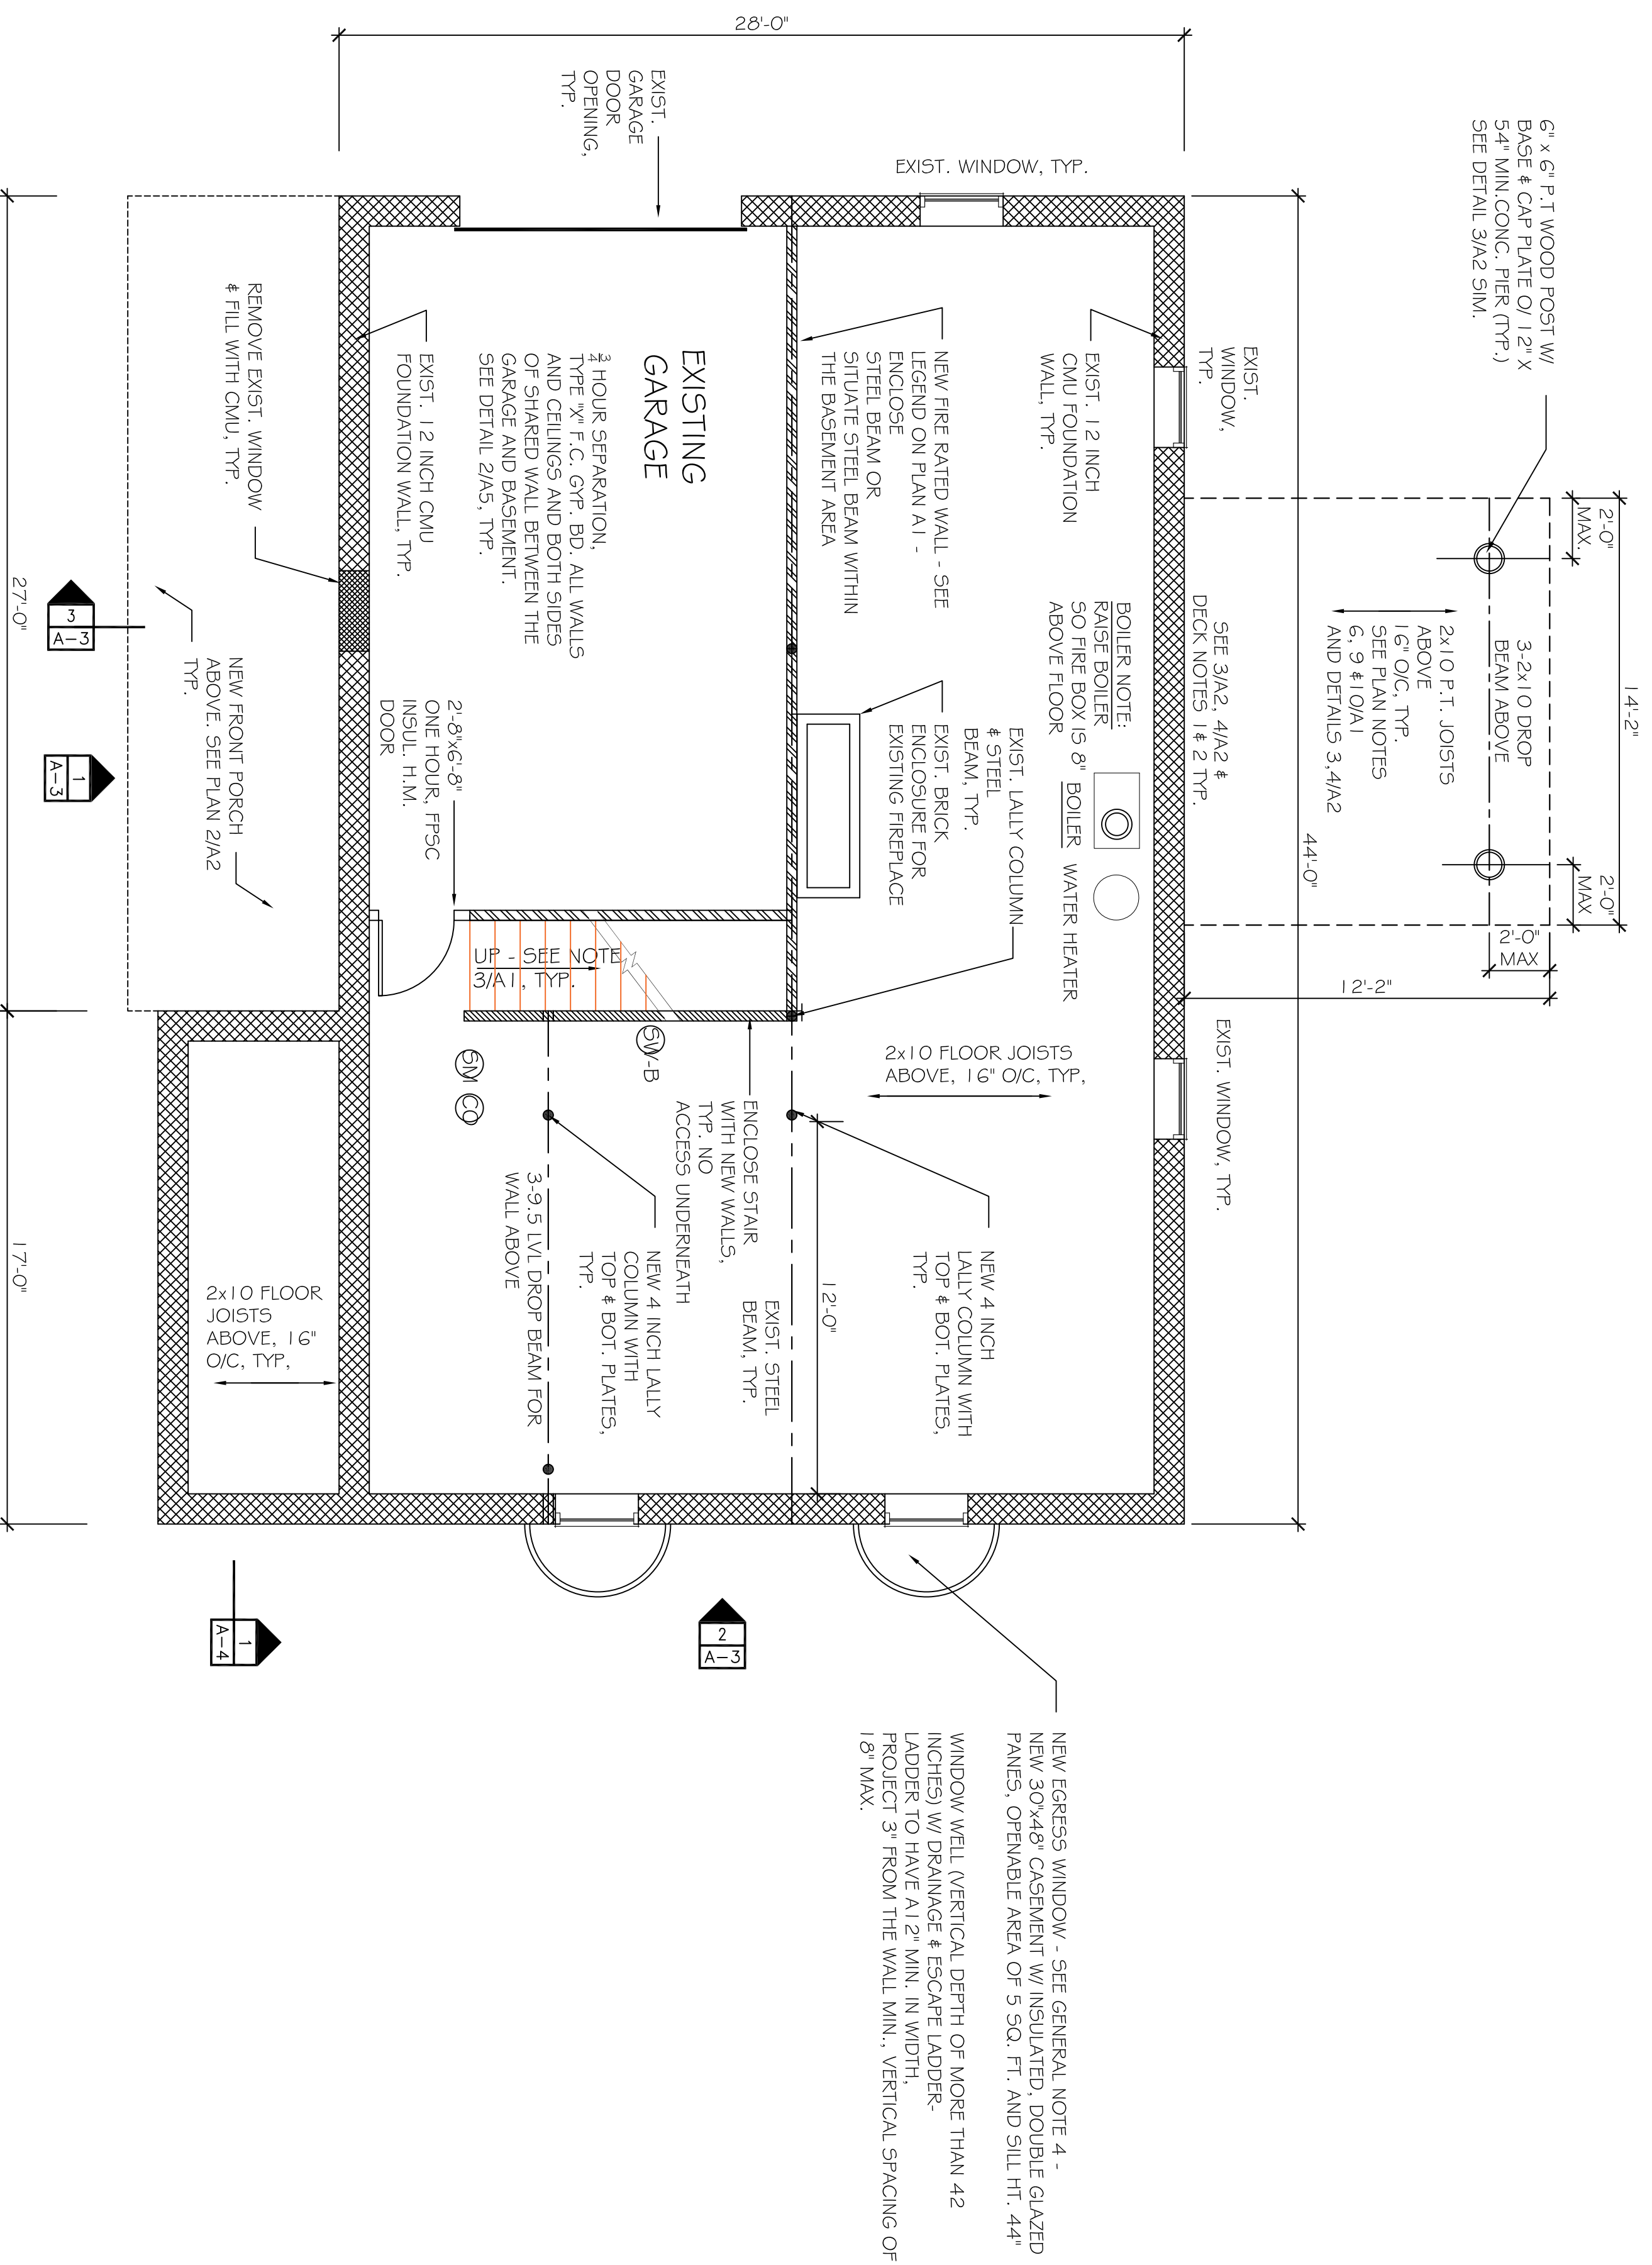 6" x 6" P.T WOOD POST W/
BASE & CAP PLATE O/ 12" X
54" MIN.CONC. PIER (TYP.)
SEE DETAIL 3/A2 SIM.
14'-2"
2'-0"
MAX.
2'-0"
MAX
2'-0"
MAX
12'-2"
3-2x10 DROP
BEAM ABOVE
2x10 P.T. JOISTS
ABOVE
16" O/C, TYP.
SEE PLAN NOTES
6, 9 & 10/A1
AND DETAILS 3,4/A2
SEE 3/A2, 4/A2 &
DECK NOTES 1& 2 TYP.
44'-0"
28'-0"
EXIST.
WINDOW,
TYP.
EXIST. WINDOW, TYP.
EXIST. WINDOW, TYP.
EXIST.
GARAGE
DOOR
OPENING,
TYP.
EXIST. 12 INCH
CMU FOUNDATION
WALL, TYP.
BOILER NOTE:
RAISE BOILER
SO FIRE BOX IS 8"
ABOVE FLOOR
BOILER
WATER HEATER
NEW FIRE RATED WALL - SEE
LEGEND ON PLAN A1 -
ENCLOSE
STEEL BEAM OR
SITUATE STEEL BEAM WITHIN
THE BASEMENT AREA
EXIST. LALLY COLUMN
& STEEL
BEAM, TYP.
EXIST. BRICK
ENCLOSURE FOR
EXISTING FIREPLACE
2x10 FLOOR JOISTS
ABOVE, 16" O/C, TYP,
NEW 4 INCH
LALLY COLUMN WITH
TOP & BOT. PLATES,
TYP.
12'-0"
EXIST. STEEL
BEAM, TYP.
ENCLOSE STAIR
WITH NEW WALLS,
TYP. NO
ACCESS UNDERNEATH
NEW 4 INCH LALLY
COLUMN WITH
TOP & BOT. PLATES,
TYP.
3-9.5 LVL DROP BEAM FOR
WALL ABOVE
EXISTING
GARAGE
3/4 HOUR SEPARATION,
TYPE "X" F.C. GYP. BD. ALL WALLS
AND CEILINGS AND BOTH SIDES
OF SHARED WALL BETWEEN THE
GARAGE AND BASEMENT.
SEE DETAIL 2/A5, TYP.
UP - SEE NOTE
3/A1, TYP.
SW-B
SM
CO
2'-8"x6'-8"
ONE HOUR, FPSC
INSUL. H.M.
DOOR
EXIST. 12 INCH CMU
FOUNDATION WALL, TYP.
REMOVE EXIST. WINDOW
& FILL WITH CMU, TYP.
NEW FRONT PORCH
ABOVE. SEE PLAN 2/A2
TYP.
2x10 FLOOR
JOISTS
ABOVE, 16"
O/C, TYP,
27'-0"
17'-0"
3
A-3
1
A-3
1
A-4
2
A-3
NEW EGRESS WINDOW - SEE GENERAL NOTE 4 -
NEW 30"x48" CASEMENT W/ INSULATED, DOUBLE GLAZED
PANES, OPENABLE AREA OF 5 SQ. FT. AND SILL HT. 44"
WINDOW WELL (VERTICAL DEPTH OF MORE THAN 42
INCHES) W/ DRAINAGE & ESCAPE LADDER-
LADDER TO HAVE A12" MIN. IN WIDTH,
PROJECT 3" FROM THE WALL MIN., VERTICAL SPACING OF
18" MAX.